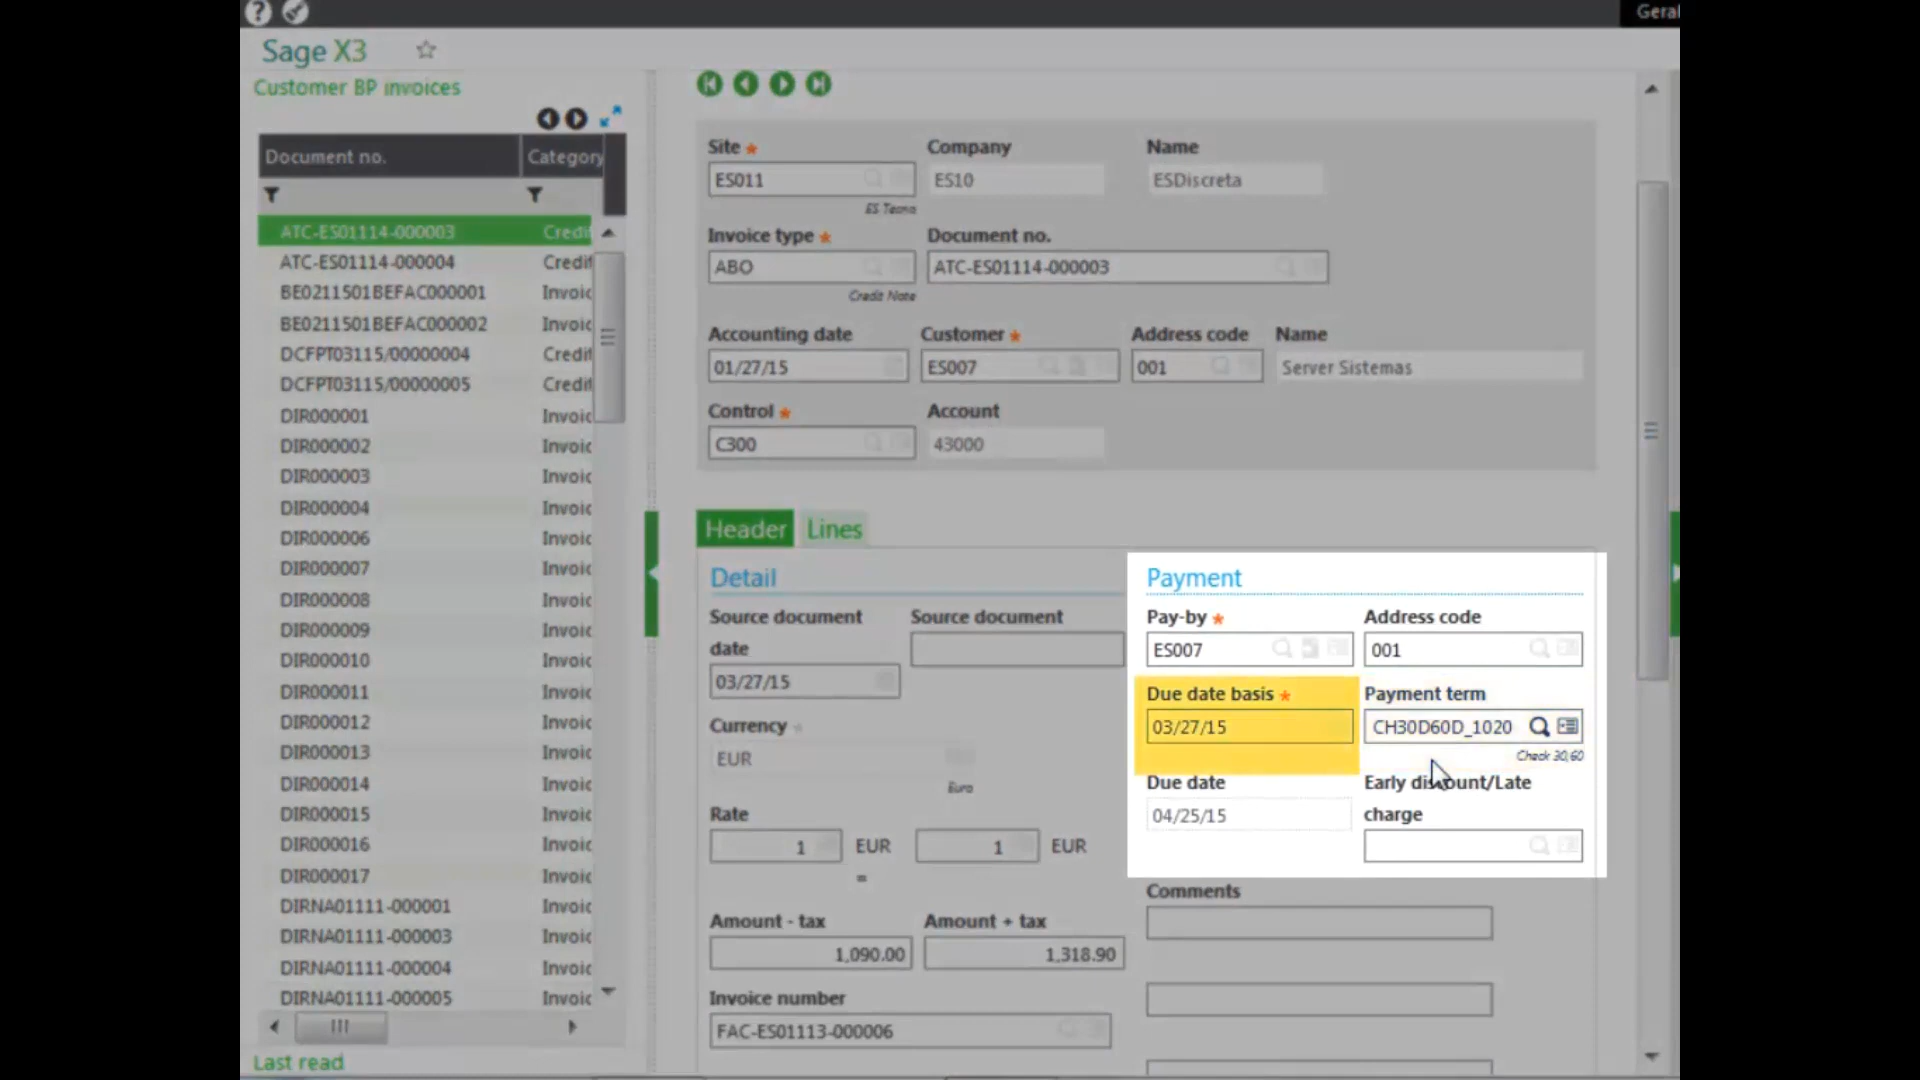 Geral
Sage X3
Customer BP invoices
Document no. Category
ATC-ES01114-000003 Credit
ATC-ES01114-000004 Credit
BE0211501BEFAC000001 Invoic
BE0211501BEFAC000002 Invoic
DCFPT03115/00000004 Credit
DCFPT03115/00000005 Credit
DIR000001 Invoic
DIR000002 Invoic
DIR000003 Invoic
DIR000004 Invoic
DIR000006 Invoic
DIR000007 Invoic
DIR000008 Invoic
DIR000009 Invoic
DIR000010 Invoic
DIR000011 Invoic
DIR000012 Invoic
DIR000013 Invoic
DIR000014 Invoic
DIR000015 Invoic
DIR000016 Invoic
DIR000017 Invoic
DIRNA01111-000001 Invoic
DIRNA01111-000003 Invoic
DIRNA01111-000004 Invoic
DIRNA01111-000005 Invoic
Last read
Site * Company Name
ES011 ES10 ESDiscreta
ES Tecno
Invoice type * Document no.
ABO ATC-ES01114-000003
Credit Note
Accounting date Customer * Address code Name
01/27/15 ES007 001 Server Sistemas
Control * Account
C300 43000
Header Lines
Detail
Source document date Source document
03/27/15
Currency *
EUR
Euro
Rate
1 EUR 1 EUR
=
Amount - tax Amount + tax
1,090.00 1,318.90
Invoice number
FAC-ES01113-000006
Payment
Pay-by * Address code
ES007 001
Due date basis * Payment term
03/27/15 CH30D60D_1020
Check 30,60
Due date Early discount/Late charge
04/25/15
Comments